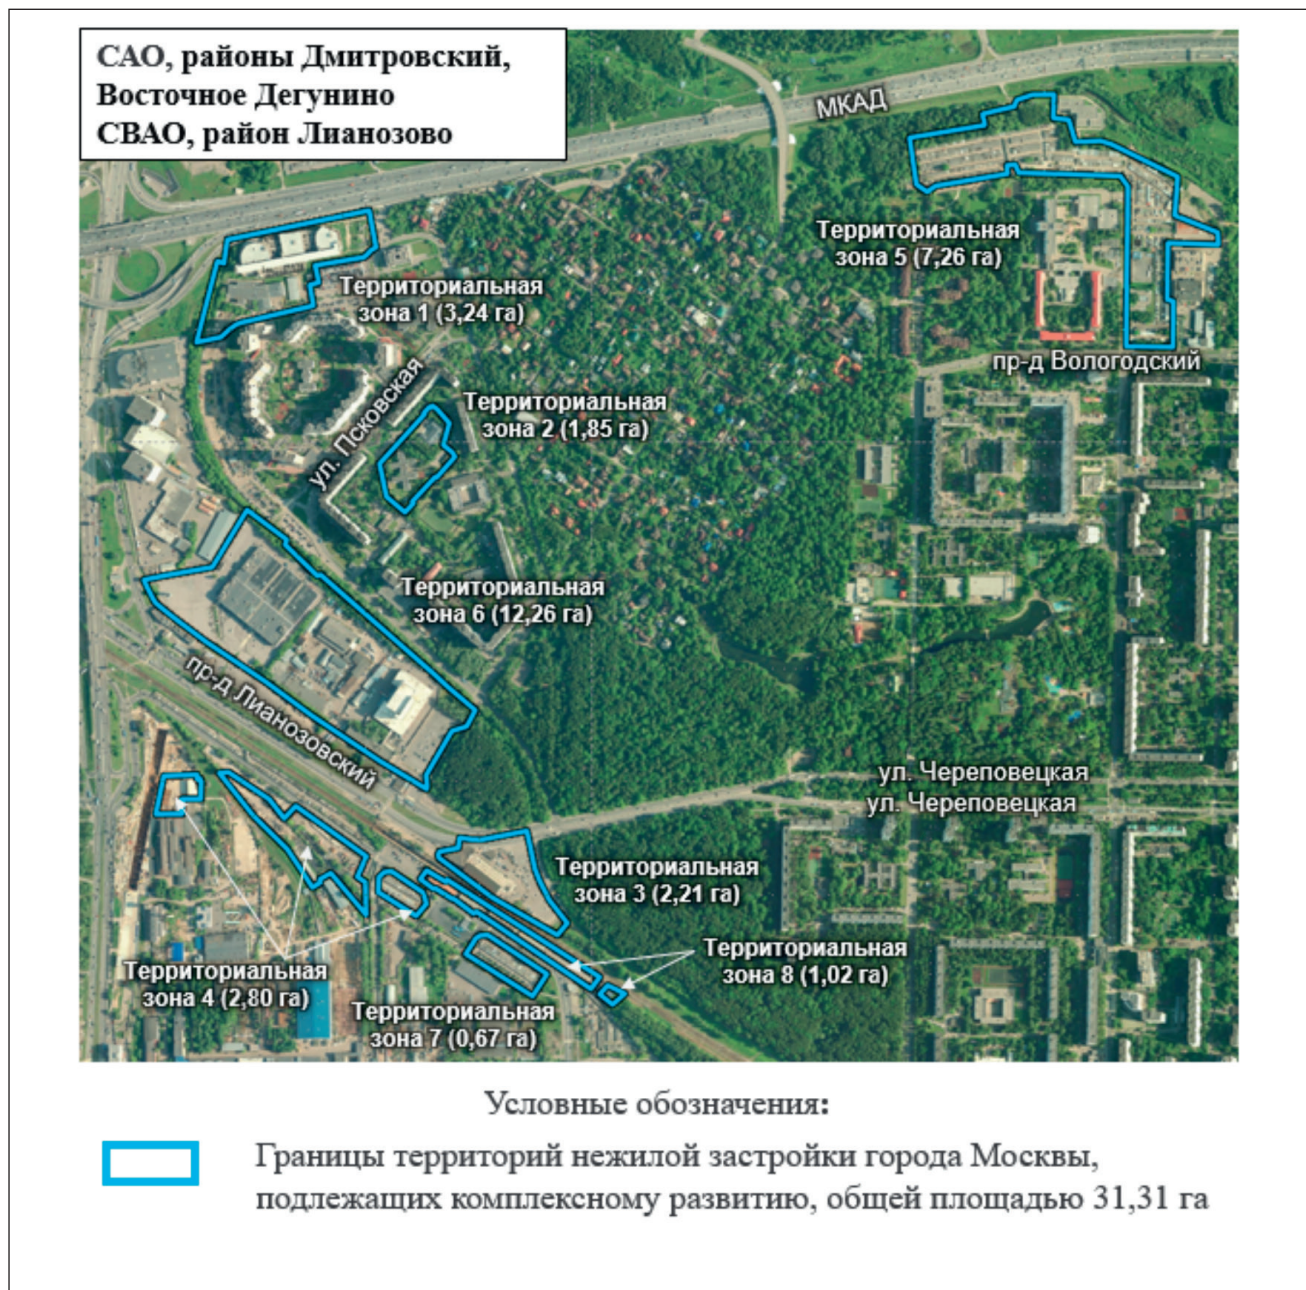 САО, районы Дмитровский,
Восточное Дегунино
СВАО, район Лианозово
МКАД
Территориальная
зона 5 (7,26 га)
Территориальная
зона 1 (3,24 га)
пр-д Вологодский
ул. Псковская
Территориальная
зона 2 (1,85 га)
Территориальная
зона 6 (12,26 га)
пр-д Лианозовский
ул. Череповецкая
ул. Череповецкая
Территориальная
зона 3 (2,21 га)
Территориальная
зона 8 (1,02 га)
Территориальная
зона 4 (2,80 га)
Территориальная
зона 7 (0,67 га)
Условные обозначения:
Границы территорий нежилой застройки города Москвы,
подлежащих комплексному развитию, общей площадью 31,31 га